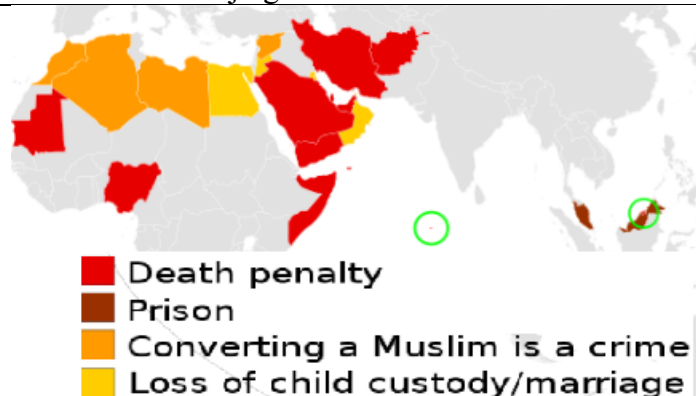 Death penalty
Prison
Converting a Muslim is a crime
Loss of child custody/marriage